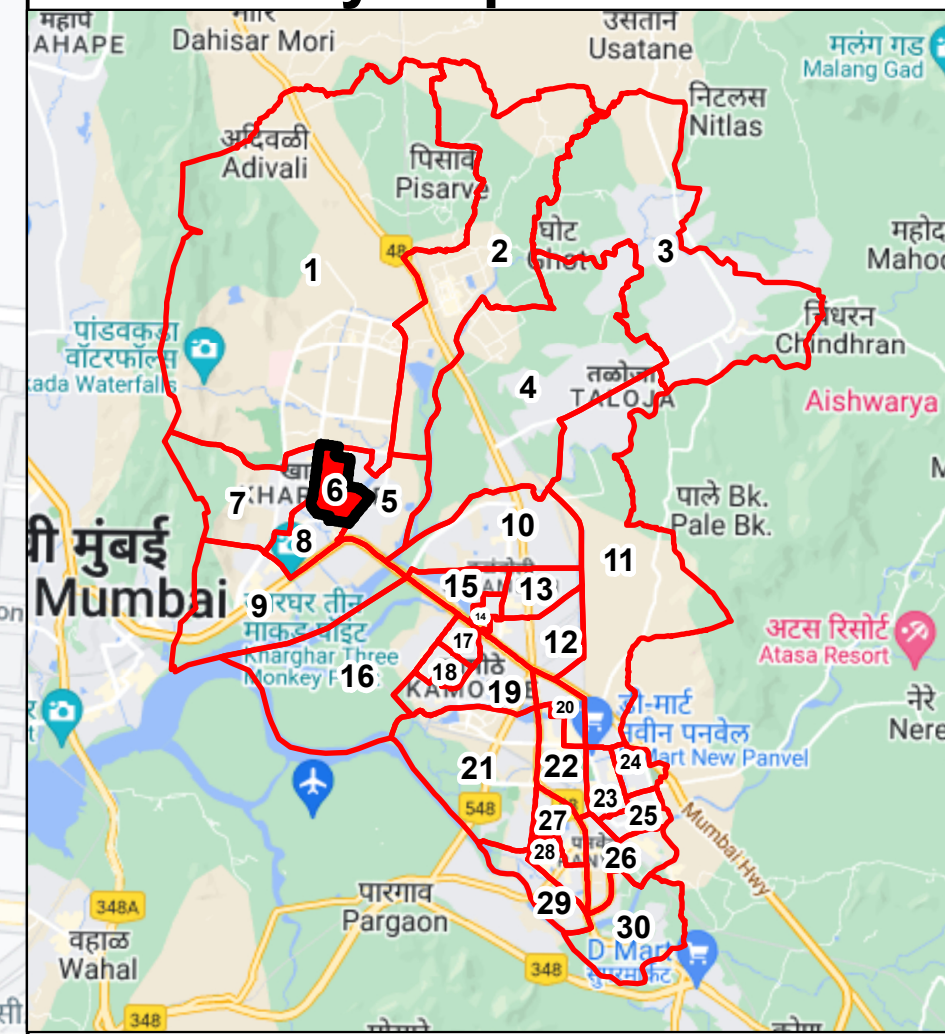 महापे
AHAPE
Dahisar Mori
उसतान
Usatane
मलंग गड
Malang Gad
निटलस
Nitlas
अदिवळी
Adivali
पिसार्व
Pisarve
48
1
2
घोट
Ghot
3
महोद
Mahod
पांडवकडा
वॉटरफॉल्स
kada Waterfalls
चिंधरन
Chindhran
4
तळोजा
TALOJA
Aishwarya
7
6
5
8
पाले Bk.
Pale Bk.
10
11
वी मुंबई
Mumbai
9
खारघर तीन
माकड पॉइंट
Kharghar Three
15
13
14
12
17
16
18
19
KAMOTHE
अटस रिसोर्ट
Atasa Resort
20
डी-मार्ट
नवीन पनवेल
Mart New Panvel
नेरे
Nere
21
22
24
548
23
25
27
28
26
Mumbai Hwy
29
30
पारगाव
Pargaon
348A
वहाळ
Wahal
D Mart
सुपरमार्केट
348
348